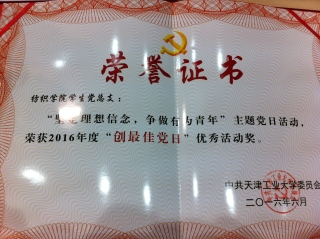 荣誉证书
纺织学院学生党总支：
“坚定理想信念，争做有为青年”主题党日活动，
荣获2016年度“创最佳党日”优秀活动奖。
中共天津工业大学委员会
二〇一六年六月